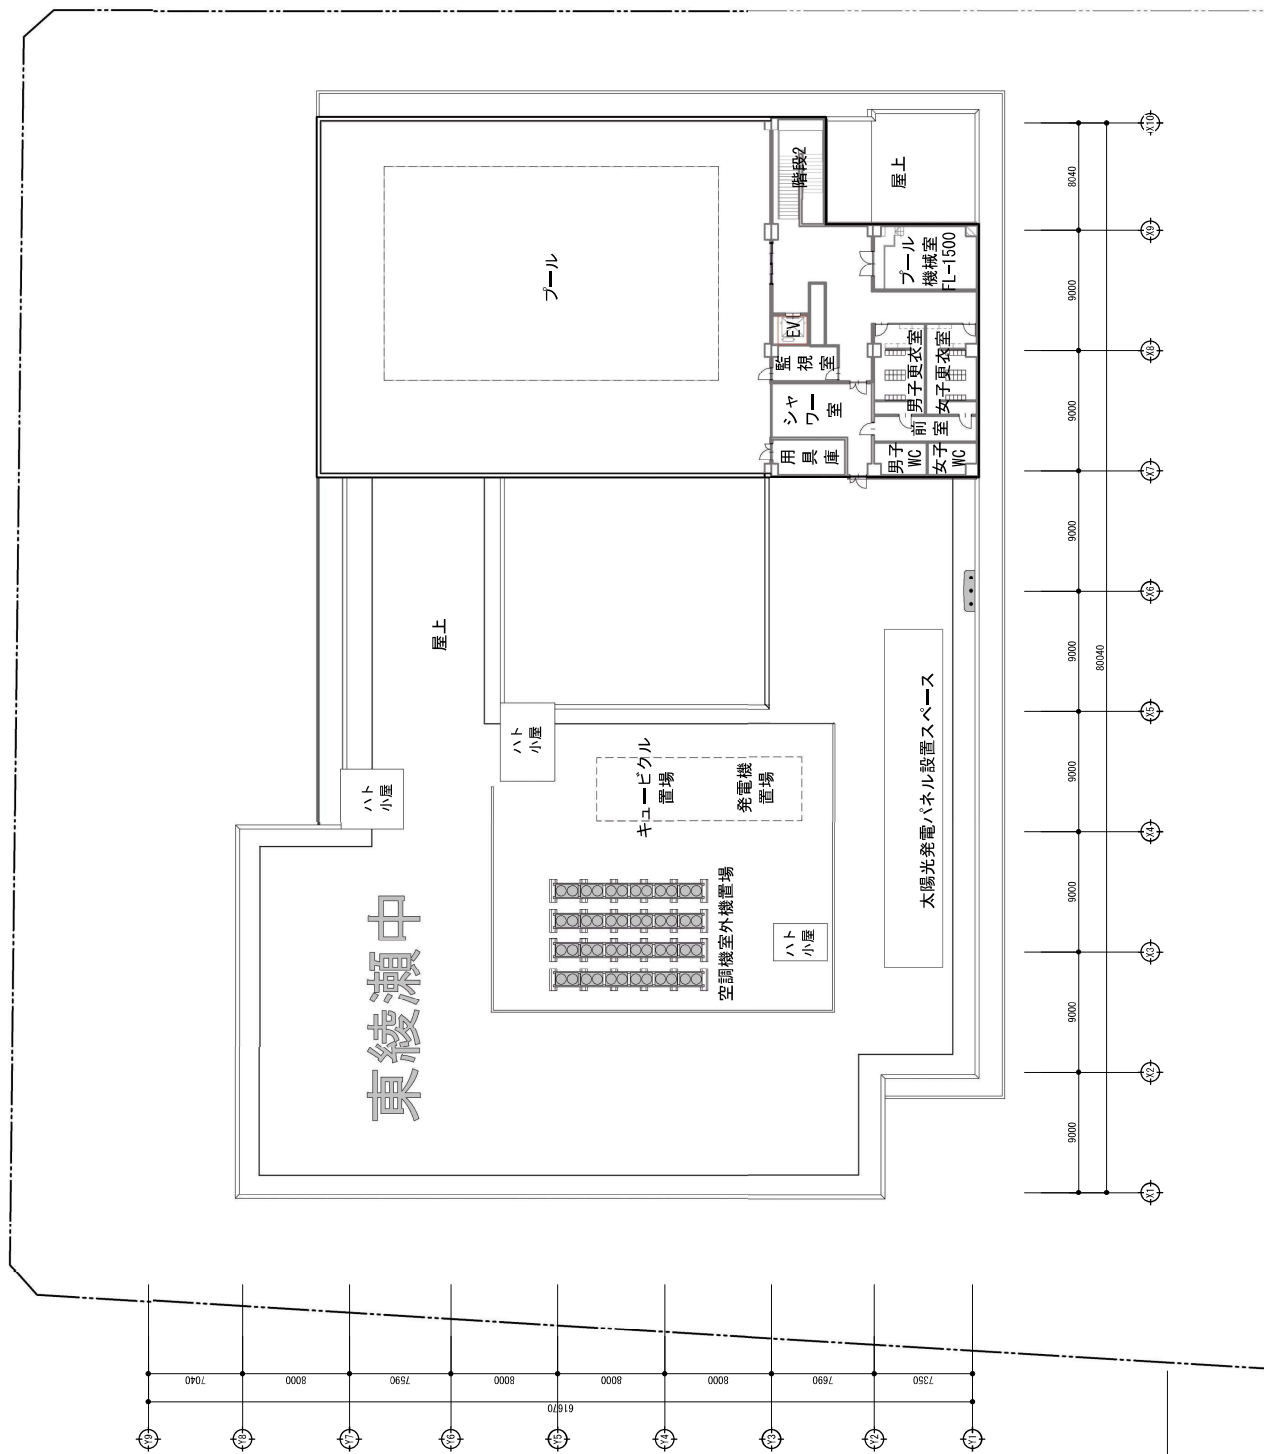 階段2
屋上
プール
プール
機械室
FL-1500
EV
監視
室
男子更衣室
女子更衣室
シャ
ワー
室
前
室
用具
庫
男子
WC
女子
WC
屋上
ハト
小屋
ハト
小屋
キュービクル
置場
発電機
置場
太陽光発電パネル設置スペース
空調機室外機置場
ハト
小屋
東綾瀬中
X10
8040
X9
9000
X8
9000
X7
9000
X6
9000
80040
X5
9000
X4
9000
X3
9000
X2
9000
X1
7040
8000
7590
8000
8000
8000
7690
7350
61670
Y9
Y8
Y7
Y6
Y5
Y4
Y3
Y2
Y1